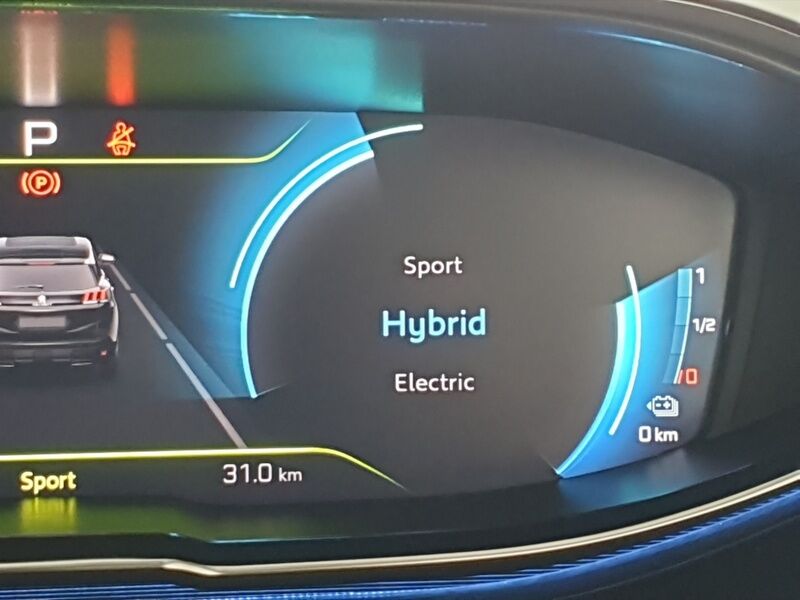 P
(P)
Sport
Hybrid
Electric
1
1/2
0
0 km
Sport
31.0 km